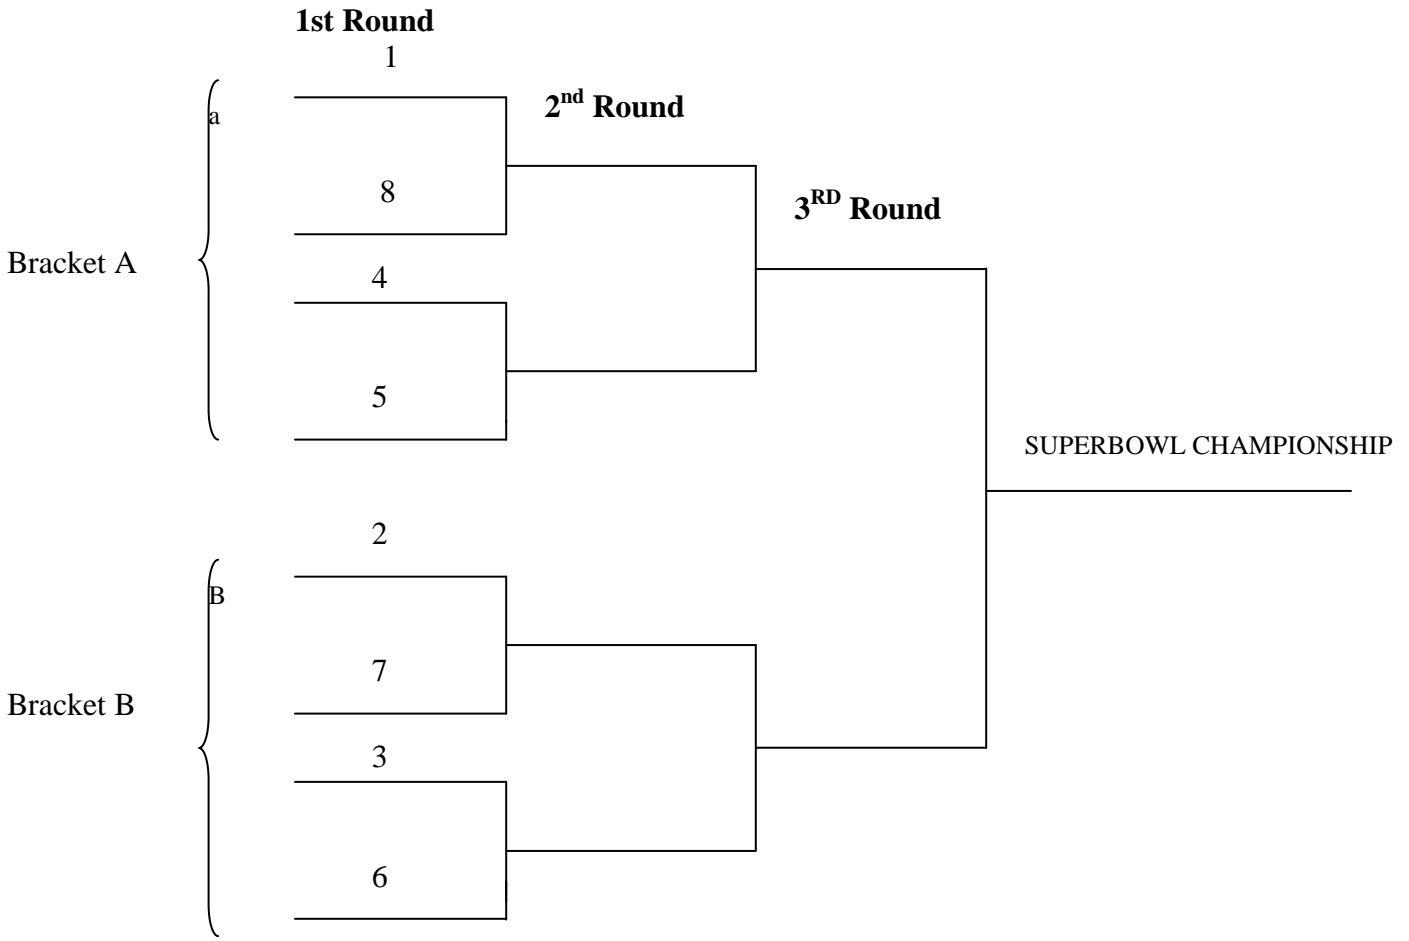 1st Round
1
a
2nd Round
8
3RD Round
Bracket A
4
5
SUPERBOWL CHAMPIONSHIP
2
B
7
Bracket B
3
6